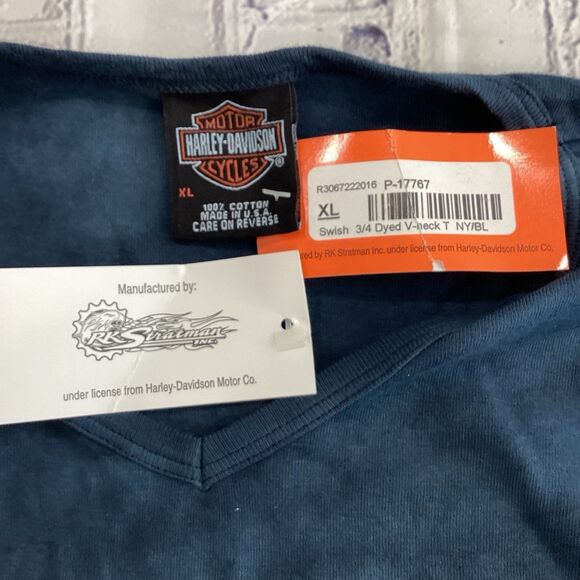 MOTOR
HARLEY-DAVIDSON
CYCLES
®
XL
100% COTTON
MADE IN U.S.A.
CARE ON REVERSE
R3067222016 P-17767
XL
Swish 3/4 Dyed V-neck T NY/BL
by RK Stratman Inc. under license from Harley-Davidson Motor Co.
Manufactured by:
RK Stratman
INC.
under license from Harley-Davidson Motor Co.